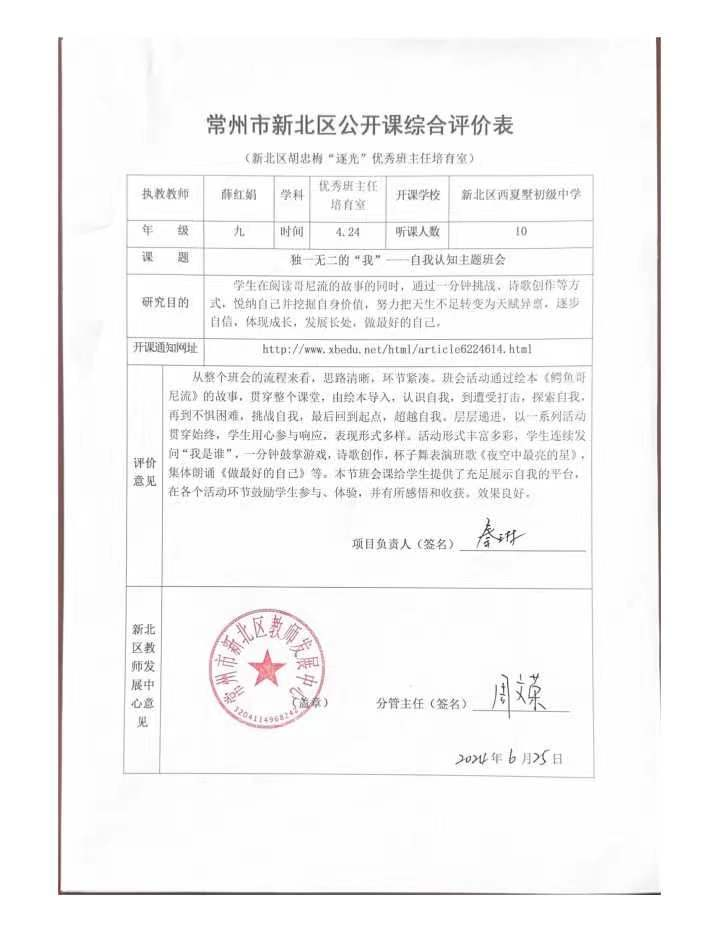 常州市新北区公开课综合评价表
（新北区胡忠梅“逐光”优秀班主任培育室）
执教教师 薛红娟 学科 优秀班主任培育室 开课学校 新北区西夏墅初级中学
年 级 九 时间 4.24 听课人数 10
课 题 独一无二的“我”——自我认知主题班会
研究目的
学生在阅读哥尼流的故事的同时，通过一分钟挑战、诗歌创作等方
式，悦纳自己并挖掘自身价值，努力把天生不足转变为天赋异禀，逐步
自信，体现成长，发展长处，做最好的自己。
开课通知网址 http://www.xbedu.net/html/article6224614.html
评价
意见
从整个班会的流程来看，思路清晰，环节紧凑。班会活动通过绘本《鳄鱼哥
尼流》的故事，贯穿整个课堂，由绘本导入，认识自我，到遭受打击，探索自我，
再到不惧困难，挑战自我，最后回到起点，超越自我。层层递进，以一系列活动
贯穿始终，学生用心参与响应，表现形式多样。活动形式丰富多彩，学生连续发
问“我是谁”，一分钟鼓掌游戏，诗歌创作，杯子舞表演班歌《夜空中最亮的星》，
集体朗诵《做最好的自己》等。本节班会课给学生提供了充足展示自我的平台，
在各个活动环节鼓励学生参与、体验，并有所感悟和收获。效果良好。
项目负责人（签名）
新北
区教
师发
展中
心意
见
常州市新北区教师发展中心
（盖章）
分管主任（签名） 周文荣
2024年6月25日